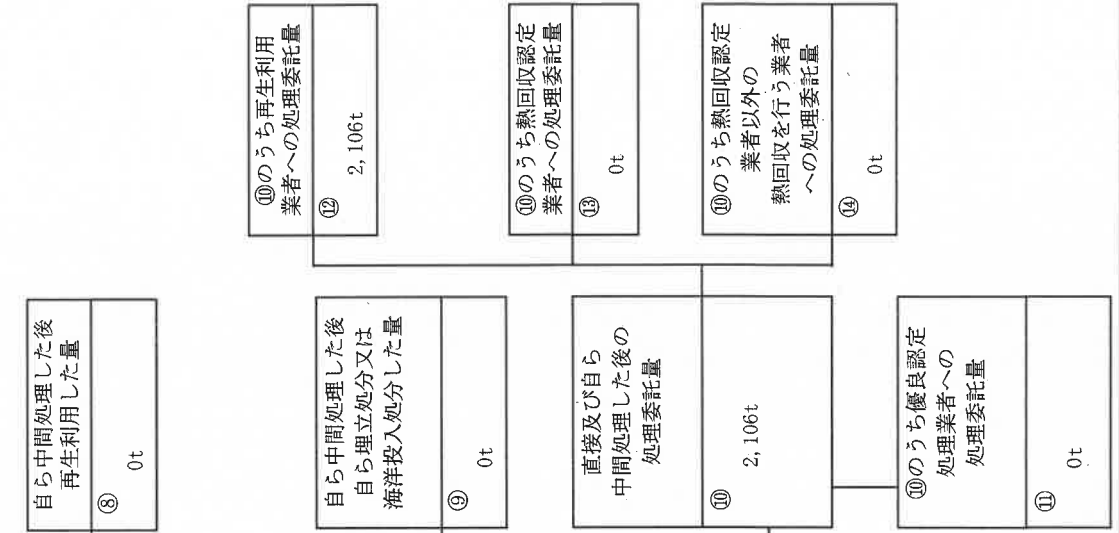 自ら中間処理した後
再生利用した量
⑧
0t
自ら中間処理した後
自ら埋立処分又は
海洋投入処分した量
⑨
0t
直接及び自ら
中間処理した後の
処理委託量
⑩
2,106t
⑩のうち優良認定
処理業者への
処理委託量
⑪
0t
⑩のうち再生利用
業者への処理委託量
⑫
2,106t
⑩のうち熱回収認定
業者への処理委託量
⑬
0t
⑩のうち熱回収認定
業者以外の
熱回収を行う業者
への処理委託量
⑭
0t